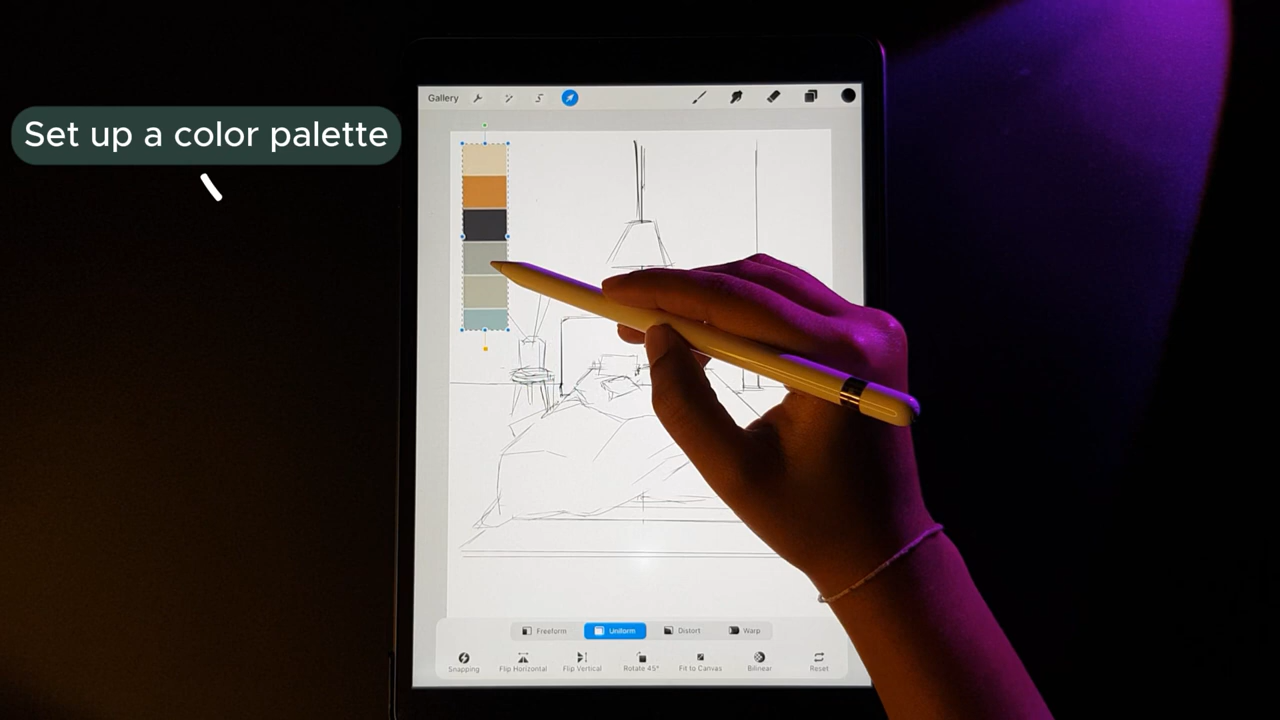 Set up a color palette
Gallery
Freeform
Uniform
Distort
Warp
Snapping
Flip Horizontal
Flip Vertical
Rotate 45°
Fit to Canvas
Bilinear
Reset